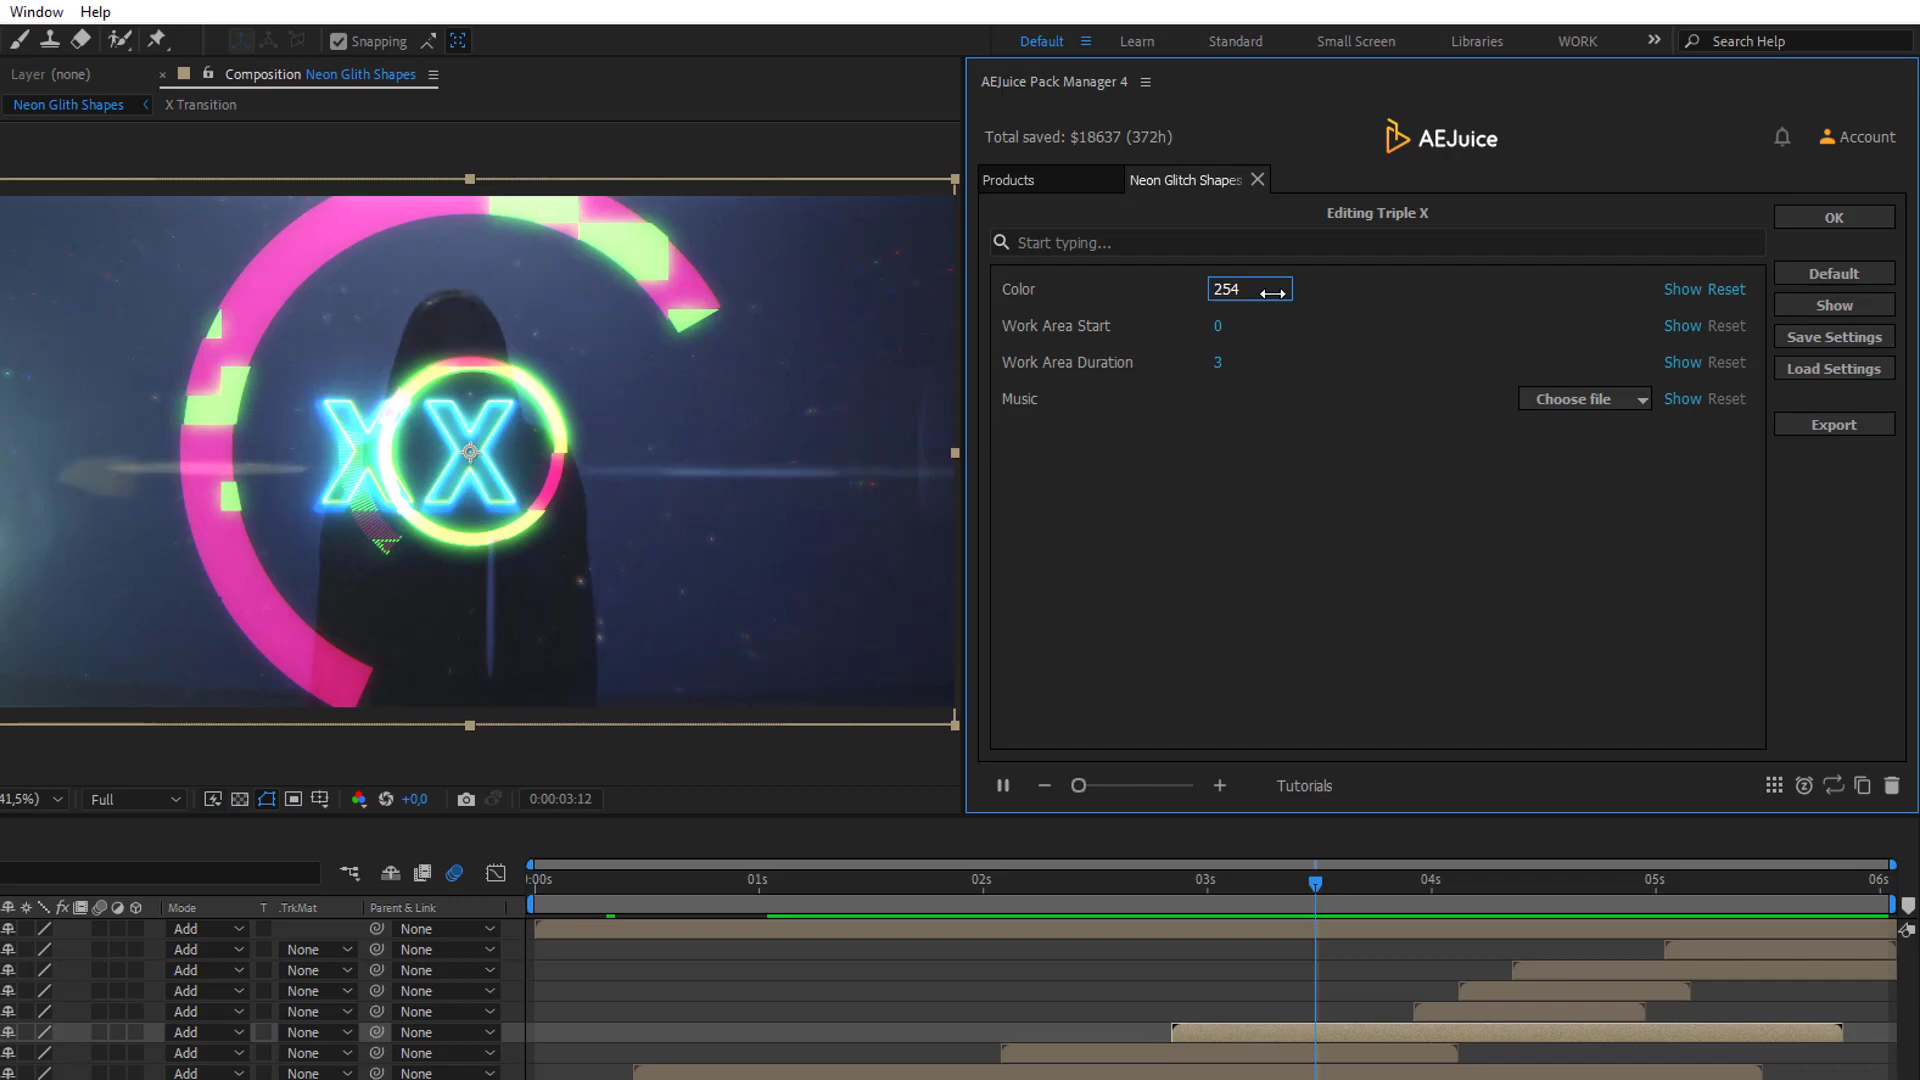 Window Help
Snapping
Default Learn Standard Small Screen Libraries WORK Search Help
Layer (none) × Composition Neon Glith Shapes
Neon Glith Shapes X Transition
AEJuice Pack Manager 4
Total saved: $18637 (372h) AEJuice Account
Products Neon Glitch Shapes
Editing Triple X OK
Start typing...
Default
Color 254 Show Reset
Show
Work Area Start 0 Show Reset
Save Settings
Work Area Duration 3 Show Reset
Load Settings
Music Choose file Show Reset
Export
X X
Tutorials
41,5%) Full +0,0 0:00:03:12
:00s 01s 02s 03s 04s 05s 06s
fx Mode T .TrkMat Parent & Link
Add None
Add None None
Add None None
Add None None
Add None None
Add None None
Add None None
Add None None